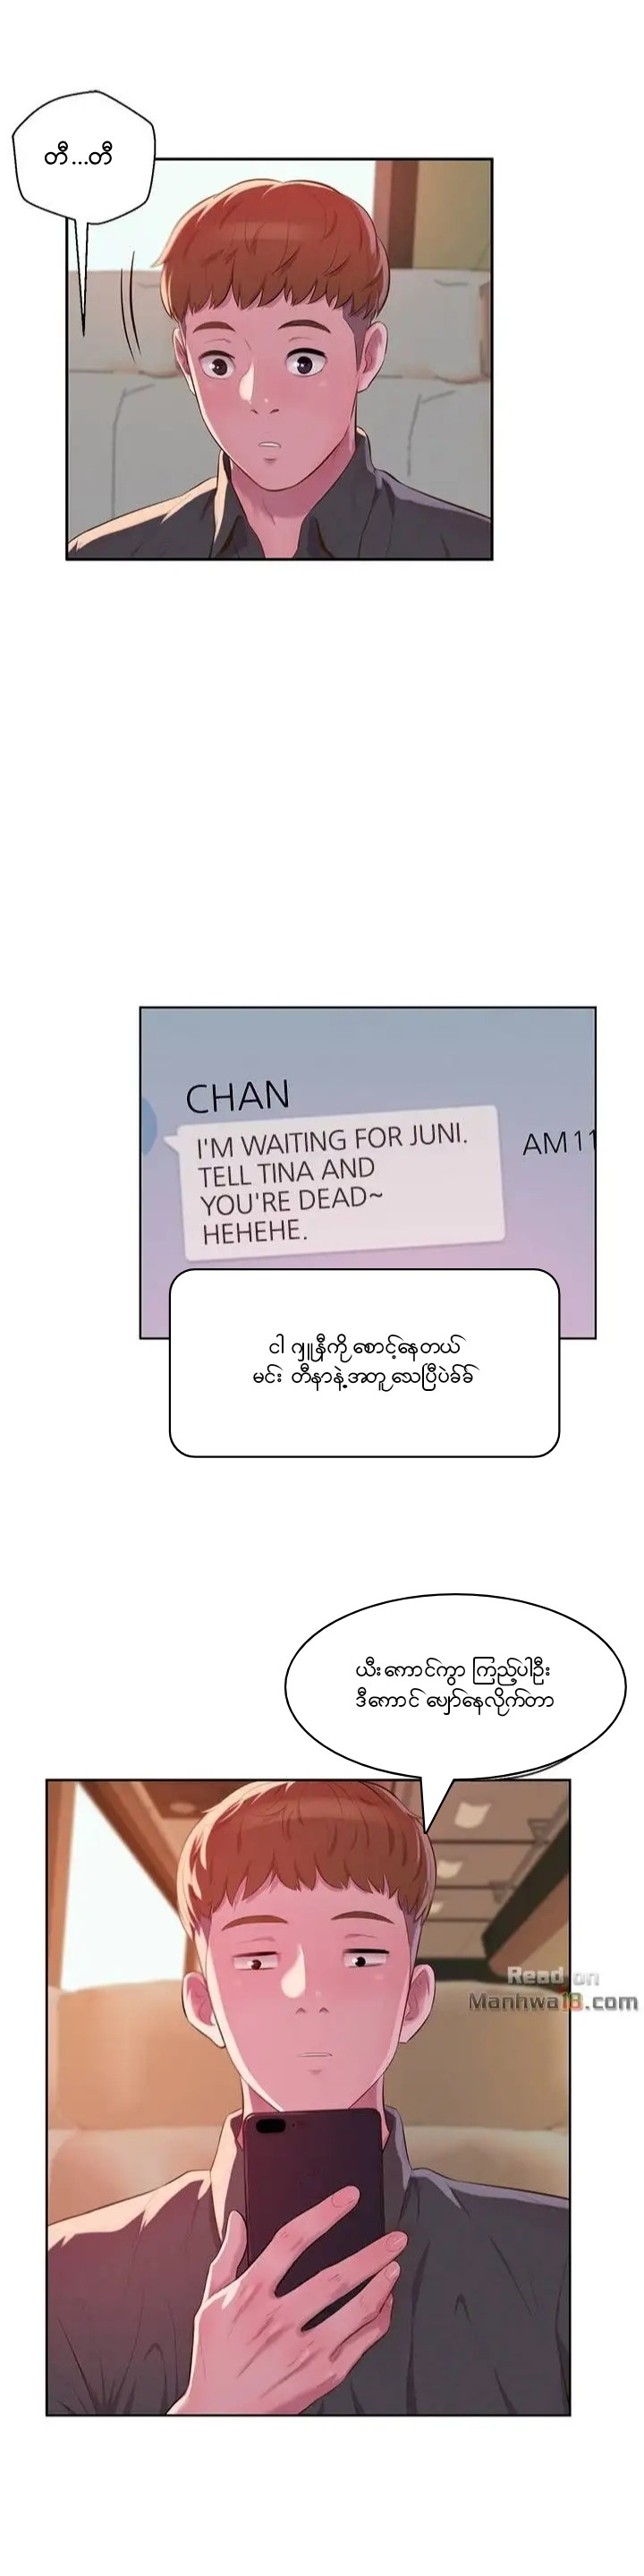 တီ...တီ
CHAN
I'M WAITING FOR JUNI.
TELL TINA AND
YOU'RE DEAD~
HEHEHE.
AM 11
ငါ ဂျူနီကို စောင့်နေတယ်
မင်း တီနာနဲ့အတူ သေပြီပဲခ်ခ်
ယီး ကောင်ကွာ ကြည့်ပါဦး
ဒီကောင် ပျော်နေလိုက်တာ
Read on
Manhwa18.com